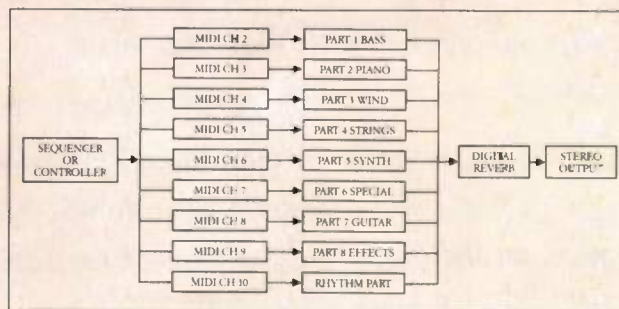 MIDI CH 2 PART 1 BASS
MIDI CH 3 PART 2 PIANO
MIDI CH 4 PART 3 WIND
MIDI CH 5 PART 4 STRINGS
SEQUENCER
OR
CONTROLLER
MIDI CH 6 PART 5 SYNTH
DIGITAL
REVERB
STEREO
OUTPUT
MIDI CH 7 PART 6 SPECIAL
MIDI CH 8 PART 7 GUITAR
MIDI CH 9 PART 8 EFFECTS
MIDI CH 10 RHYTHM PART